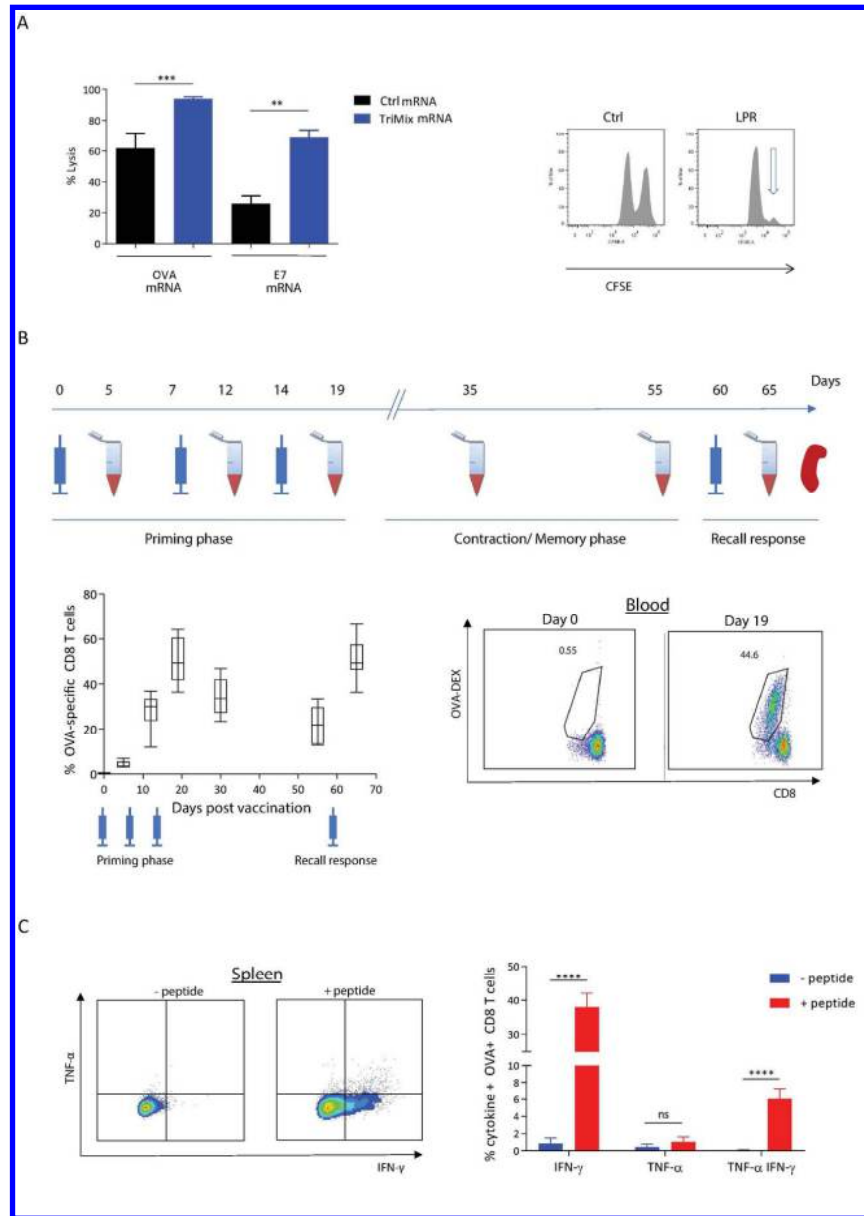 A
*** 
**
Ctrl mRNA
TriMix mRNA
% Lysis
100
80
60
40
20
0
OVA
mRNA
E7
mRNA
Ctrl
LPR
CFSE
B
0 5 7 12 14 19 35 55 60 65 Days
Priming phase
Contraction/ Memory phase
Recall response
% OVA-specific CD8 T cells
80
60
40
20
0
0 10 20 30 40 50 60 70
Days post vaccination
Priming phase
Recall response
Blood
Day 0
Day 19
0.55
44.6
OVA-DEX
CD8
C
Spleen
- peptide
+ peptide
TNF-α
IFN-γ
% cytokine + OVA+ CD8 T cells
50
40
30
10
8
6
4
2
0
****
ns
****
- peptide
+ peptide
IFN-γ
TNF-α
TNF-α IFN-γ